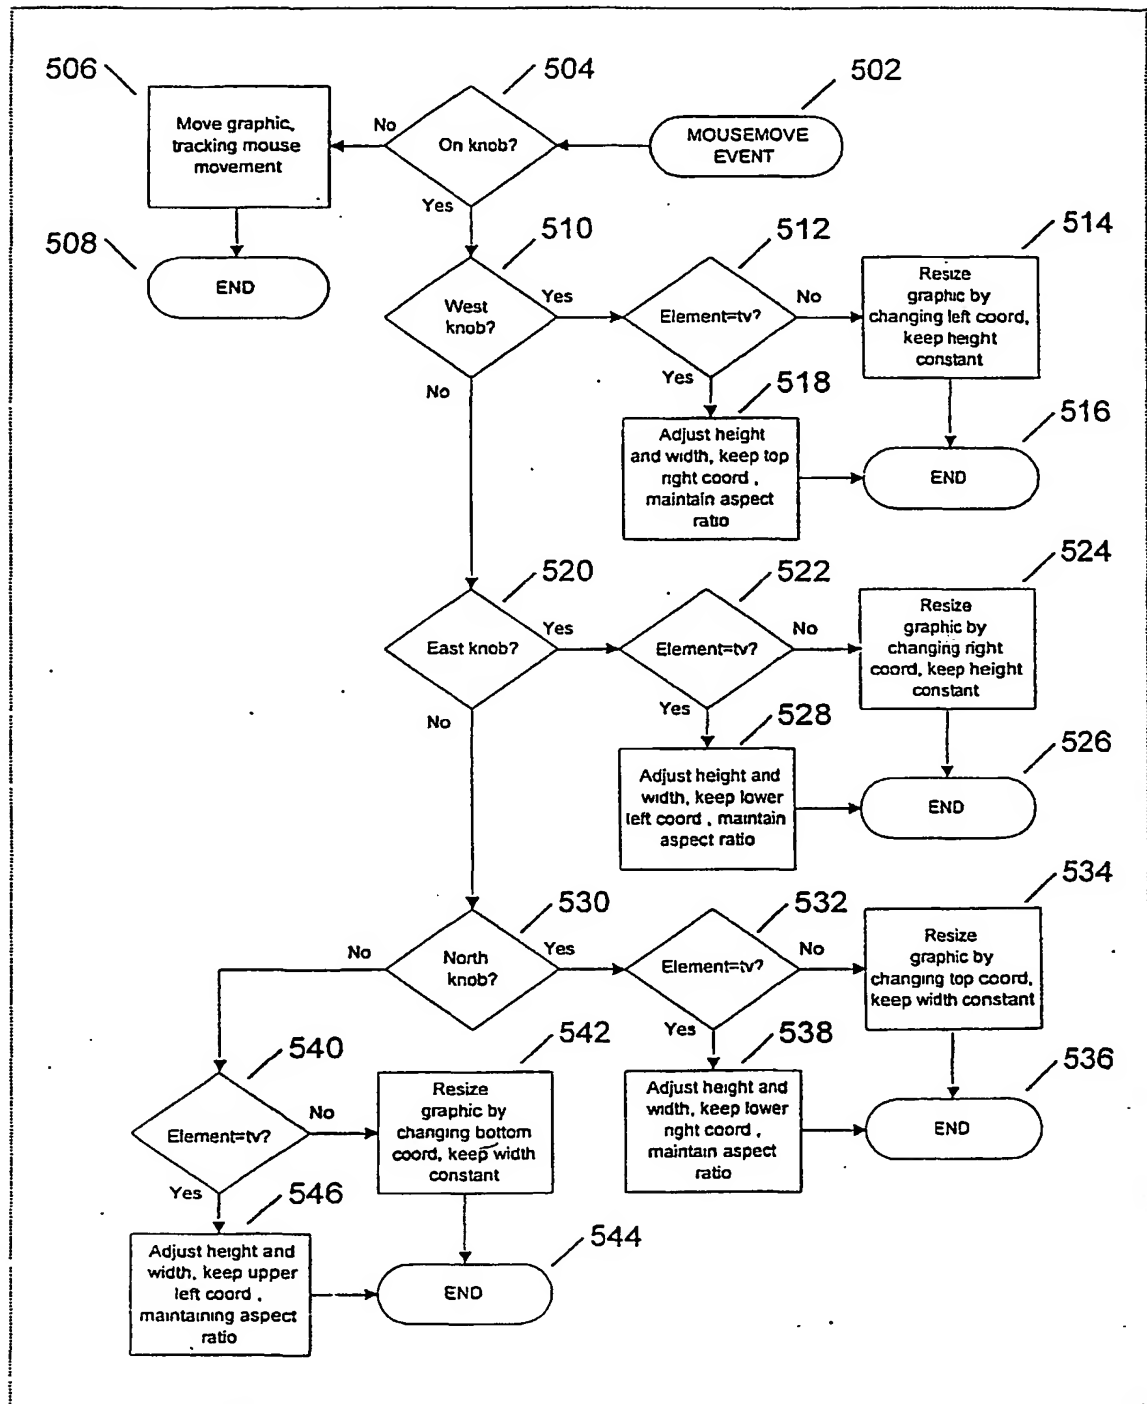 506
504
502
Move graphic,
tracking mouse
movement
No
On knob?
MOUSEMOVE
EVENT
Yes
508
END
510
512
514
West
knob?
Yes
Element=tv?
No
Resize
graphic by
changing left coord,
keep height
constant
No
Yes
518
516
Adjust height
and width, keep top
right coord ,
maintain aspect
ratio
END
520
522
524
East knob?
Yes
Element=tv?
No
Resize
graphic by
changing right
coord, keep height
constant
No
Yes
528
526
Adjust height and
width, keep lower
left coord , maintain
aspect ratio
END
530
532
534
No
North
knob?
Yes
Element=tv?
No
Resize
graphic by
changing top coord,
keep width constant
Yes
538
536
Adjust height and
width, keep lower
right coord ,
maintain aspect
ratio
END
540
542
Element=tv?
No
Resize
graphic by
changing bottom
coord, keep width
constant
Yes
546
544
Adjust height and
width, keep upper
left coord ,
maintaining aspect
ratio
END